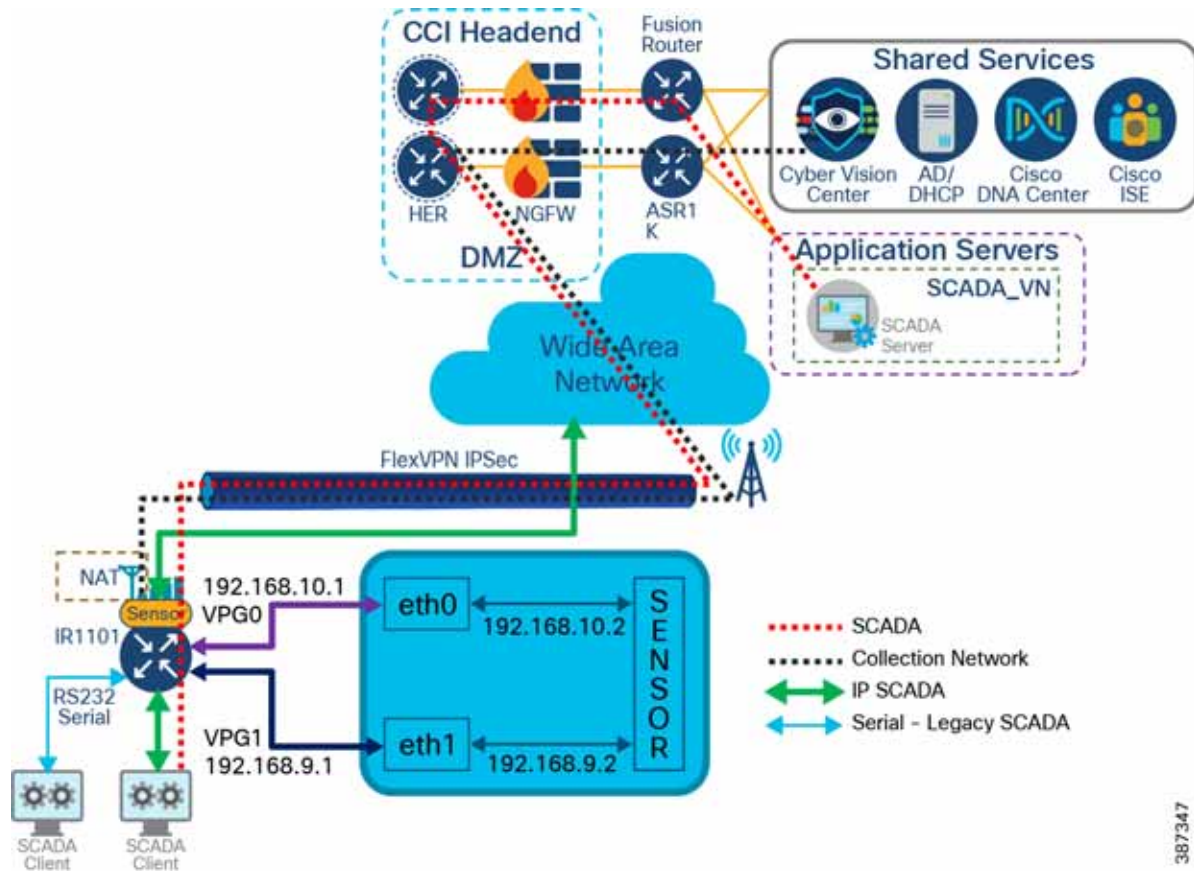 CCI Headend
HER
NGFW
DMZ
Fusion
Router
ASR1
K
Shared Services
Cyber Vision
Center
AD/
DHCP
Cisco
DNA Center
Cisco
ISE
Application Servers
SCADA_VN
SCADA
Server
Wide Area
Network
FlexVPN IPSec
NAT
Sensor
IR1101
192.168.10.1
VPG0
RS232
Serial
VPG1
192.168.9.1
SCADA
Client
SCADA
Client
eth0
192.168.10.2
eth1
192.168.9.2
SENSOR
SCADA
Collection Network
IP SCADA
Serial - Legacy SCADA
387347